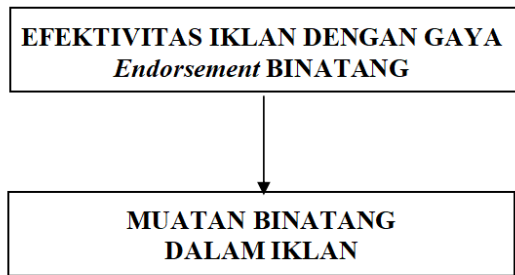 EFEKTIVITAS IKLAN DENGAN GAYA
Endorsement BINATANG
MUATAN BINATANG
DALAM IKLAN